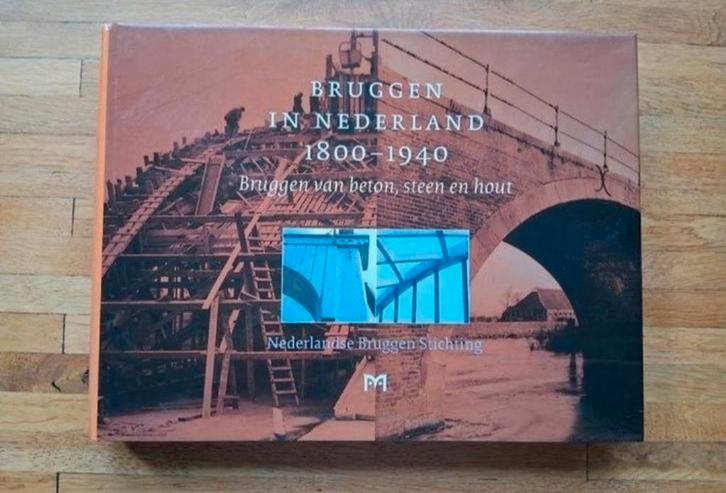 BRUGGEN
IN NEDERLAND
1800–1940
Bruggen van beton, steen en hout
Nederlandse Bruggen Stichting